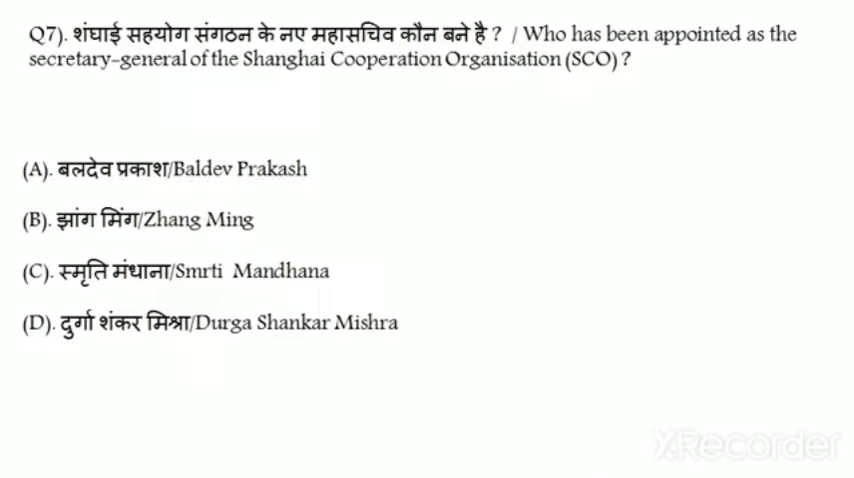 Q7). शंघाई सहयोग संगठन के नए महासचिव कौन बने है ? / Who has been appointed as the
secretary-general of the Shanghai Cooperation Organisation (SCO) ?
(A). बलदेव प्रकाश/Baldev Prakash
(B). झांग मिंग/Zhang Ming
(C). स्मृति मंधाना/Smrti Mandhana
(D). दुर्गा शंकर मिश्रा/Durga Shankar Mishra
XRecorder